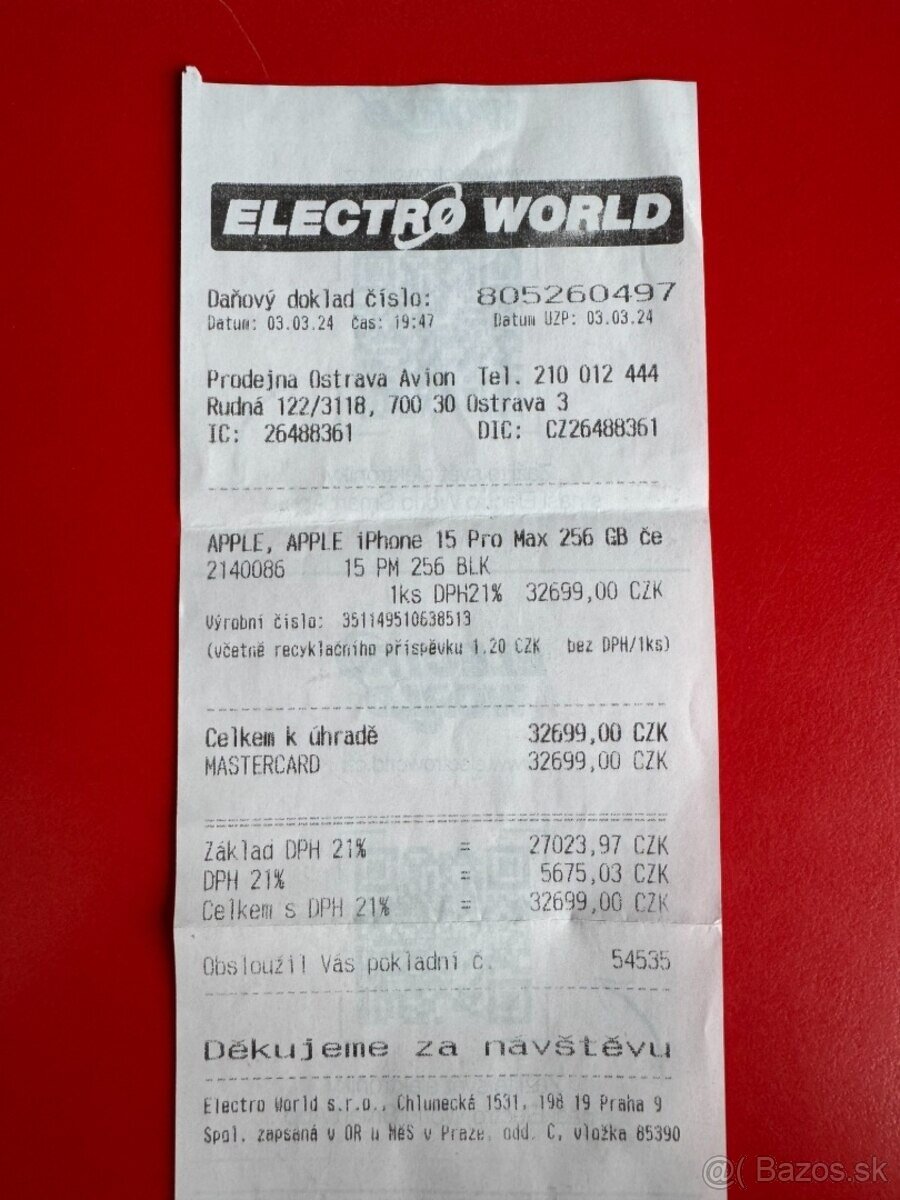 ELECTRO WORLD
Daňový doklad číslo: 805260497
Datum: 03.03.24 čas: 19:47 Datum UZP: 03.03.24
Prodejna Ostrava Avion Tel. 210 012 444
Rudná 122/3118, 700 30 Ostrava 3
IC: 26488361 DIC: CZ26488361
APPLE, APPLE iPhone 15 Pro Max 256 GB če
2140086 15 PM 256 BLK
1ks DPH21% 32699,00 CZK
Výrobní číslo: 351149510638513
(včetně recyklačního příspěvku 1.20 CZK bez DPH/1ks)
Celkem k úhradě 32699,00 CZK
MASTERCARD 32699,00 CZK
Základ DPH 21% = 27023,97 CZK
DPH 21% = 5675,03 CZK
Celkem s DPH 21% = 32699,00 CZK
Obsloužil Vás pokladní č. 54535
Děkujeme za návštěvu
Electro World s.r.o., Chlunecká 1531, 198 19 Praha 9
Spol. zapsaná v OR u MěS v Praze, odd. C, vložka 85390
@( Bazos.sk